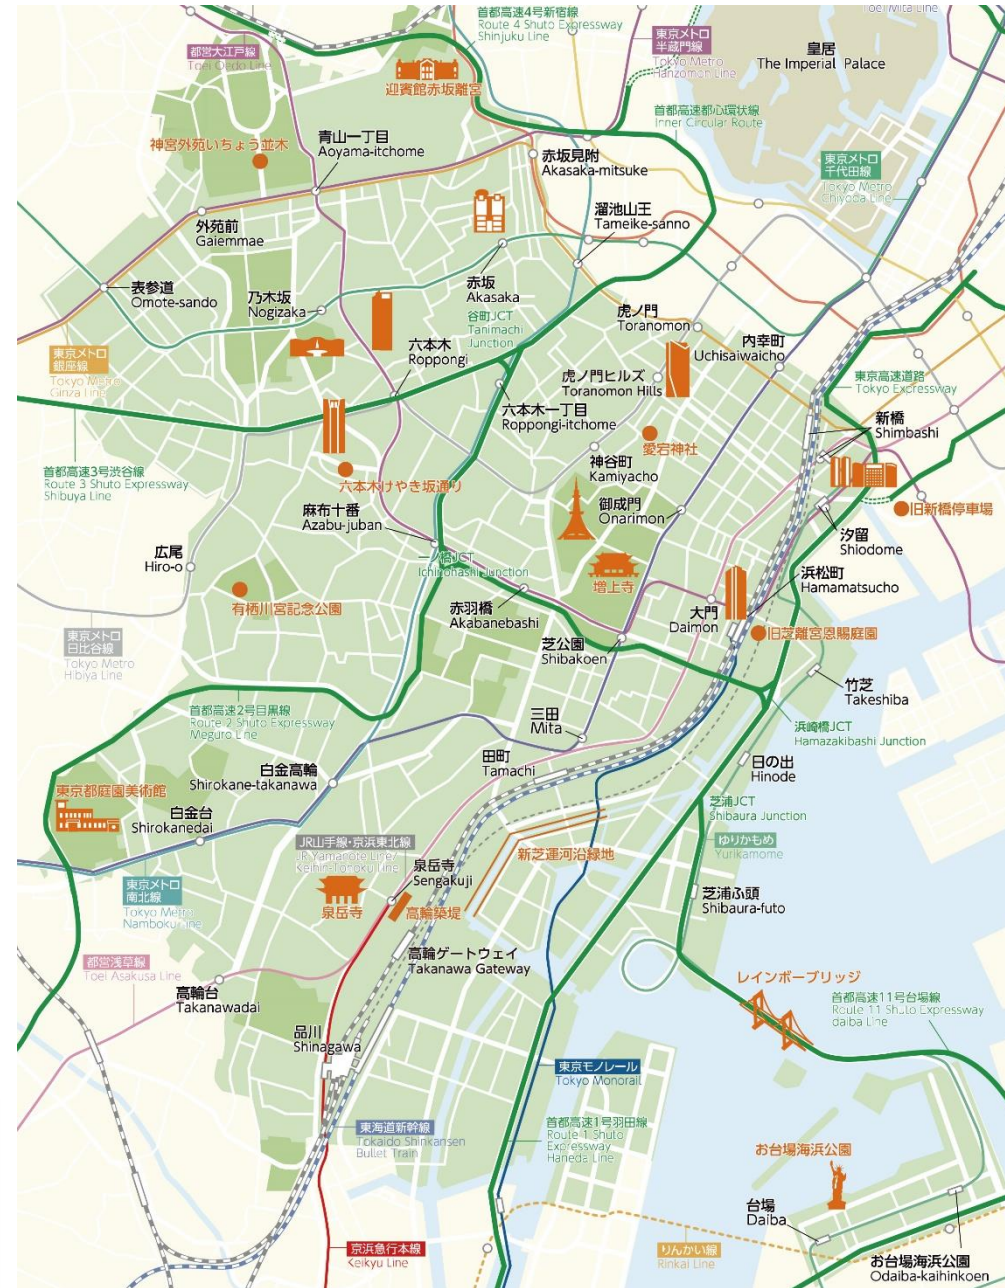 首都高速4号新宿線
Route 4 Shuto Expressway
Shinjuku Line
Toei Mita Line
都営大江戸線
Toei Oedo Line
東京メトロ
半蔵門線
Tokyo Metro
Hanzomon Line
皇居
The Imperial Palace
迎賓館赤坂離宮
首都高速都心環状線
Inner Circular Route
神宮外苑いちょう並木
青山一丁目
Aoyama-itchome
赤坂見附
Akasaka-mitsuke
東京メトロ
千代田線
Tokyo Metro
Chiyoda Line
外苑前
Gaiemmae
溜池山王
Tameike-sanno
表参道
Omote-sando
乃木坂
Nogizaka
赤坂
Akasaka
谷町JCT
Tanimachi
Junction
虎ノ門
Toranomon
内幸町
Uchisaiwaicho
東京メトロ
銀座線
Tokyo Metro
Ginza Line
六本木
Roppongi
虎ノ門ヒルズ
Toranomon Hills
東京高速道路
Tokyo Expressway
六本木一丁目
Roppongi-itchome
新橋
Shimbashi
首都高速3号渋谷線
Route 3 Shuto Expressway
Shibuya Line
愛宕神社
神谷町
Kamiyacho
六本木けやき坂通り
麻布十番
Azabu-juban
御成門
Onarimon
旧新橋停車場
汐留
Shiodome
広尾
Hiro-o
一ノ橋JCT
Ichinohashi Junction
増上寺
浜松町
Hamamatsucho
有栖川宮記念公園
赤羽橋
Akabanebashi
大門
Daimon
旧芝離宮恩賜庭園
東京メトロ
日比谷線
Tokyo Metro
Hibiya Line
芝公園
Shibakoen
竹芝
Takeshiba
首都高速2号目黒線
Route 2 Shuto Expressway
Meguro Line
三田
Mita
浜崎橋JCT
Hamazakibashi Junction
田町
Tamachi
日の出
Hinode
白金高輪
Shirokane-takanawa
東京都庭園美術館
白金台
Shirokanedai
芝浦JCT
Shibaura Junction
JR山手線・京浜東北線
JR Yamanote Line/
Keihin-Tohoku Line
ゆりかもめ
Yurikamome
新芝運河沿緑地
泉岳寺
Sengakuji
東京メトロ
南北線
Tokyo Metro
Namboku Line
泉岳寺
高輪築堤
芝浦ふ頭
Shibaura-futo
都営浅草線
Toei Asakusa Line
高輪ゲートウェイ
Takanawa Gateway
レインボーブリッジ
高輪台
Takanawadai
首都高速11号台場線
Route 11 Shuto Expressway
daiba Line
品川
Shinagawa
東京モノレール
Tokyo Monorail
東海道新幹線
Tokaido Shinkansen
Bullet Train
首都高速1号羽田線
Route 1 Shuto
Expressway
Haneda Line
お台場海浜公園
台場
Daiba
京浜急行本線
Keikyu Line
りんかい線
Rinkai Line
お台場海浜公園
Odaiba-kaihinkoen